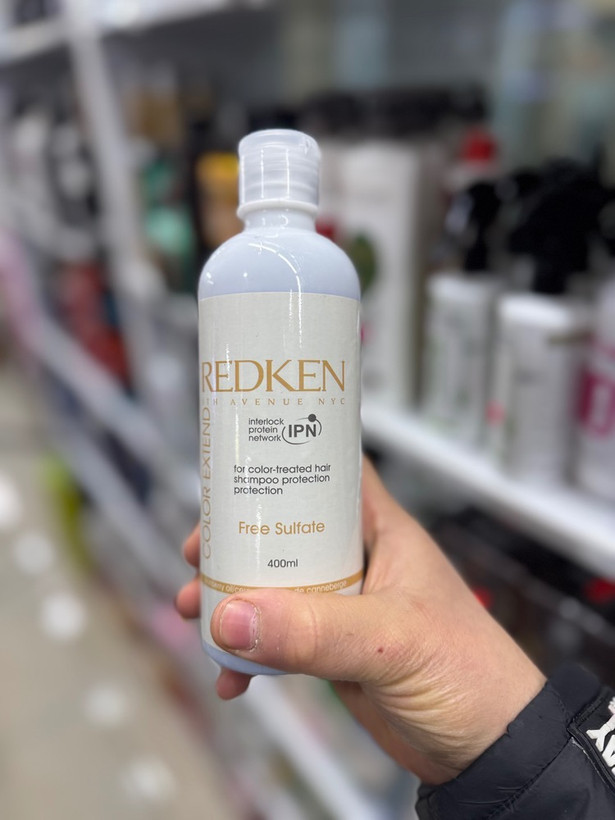 REDKEN
TH AVENUE NYC
COLOR EXTEND
interlock
protein
network
IPN
for color-treated hair
shampoo protection
protection
Free Sulfate
400ml